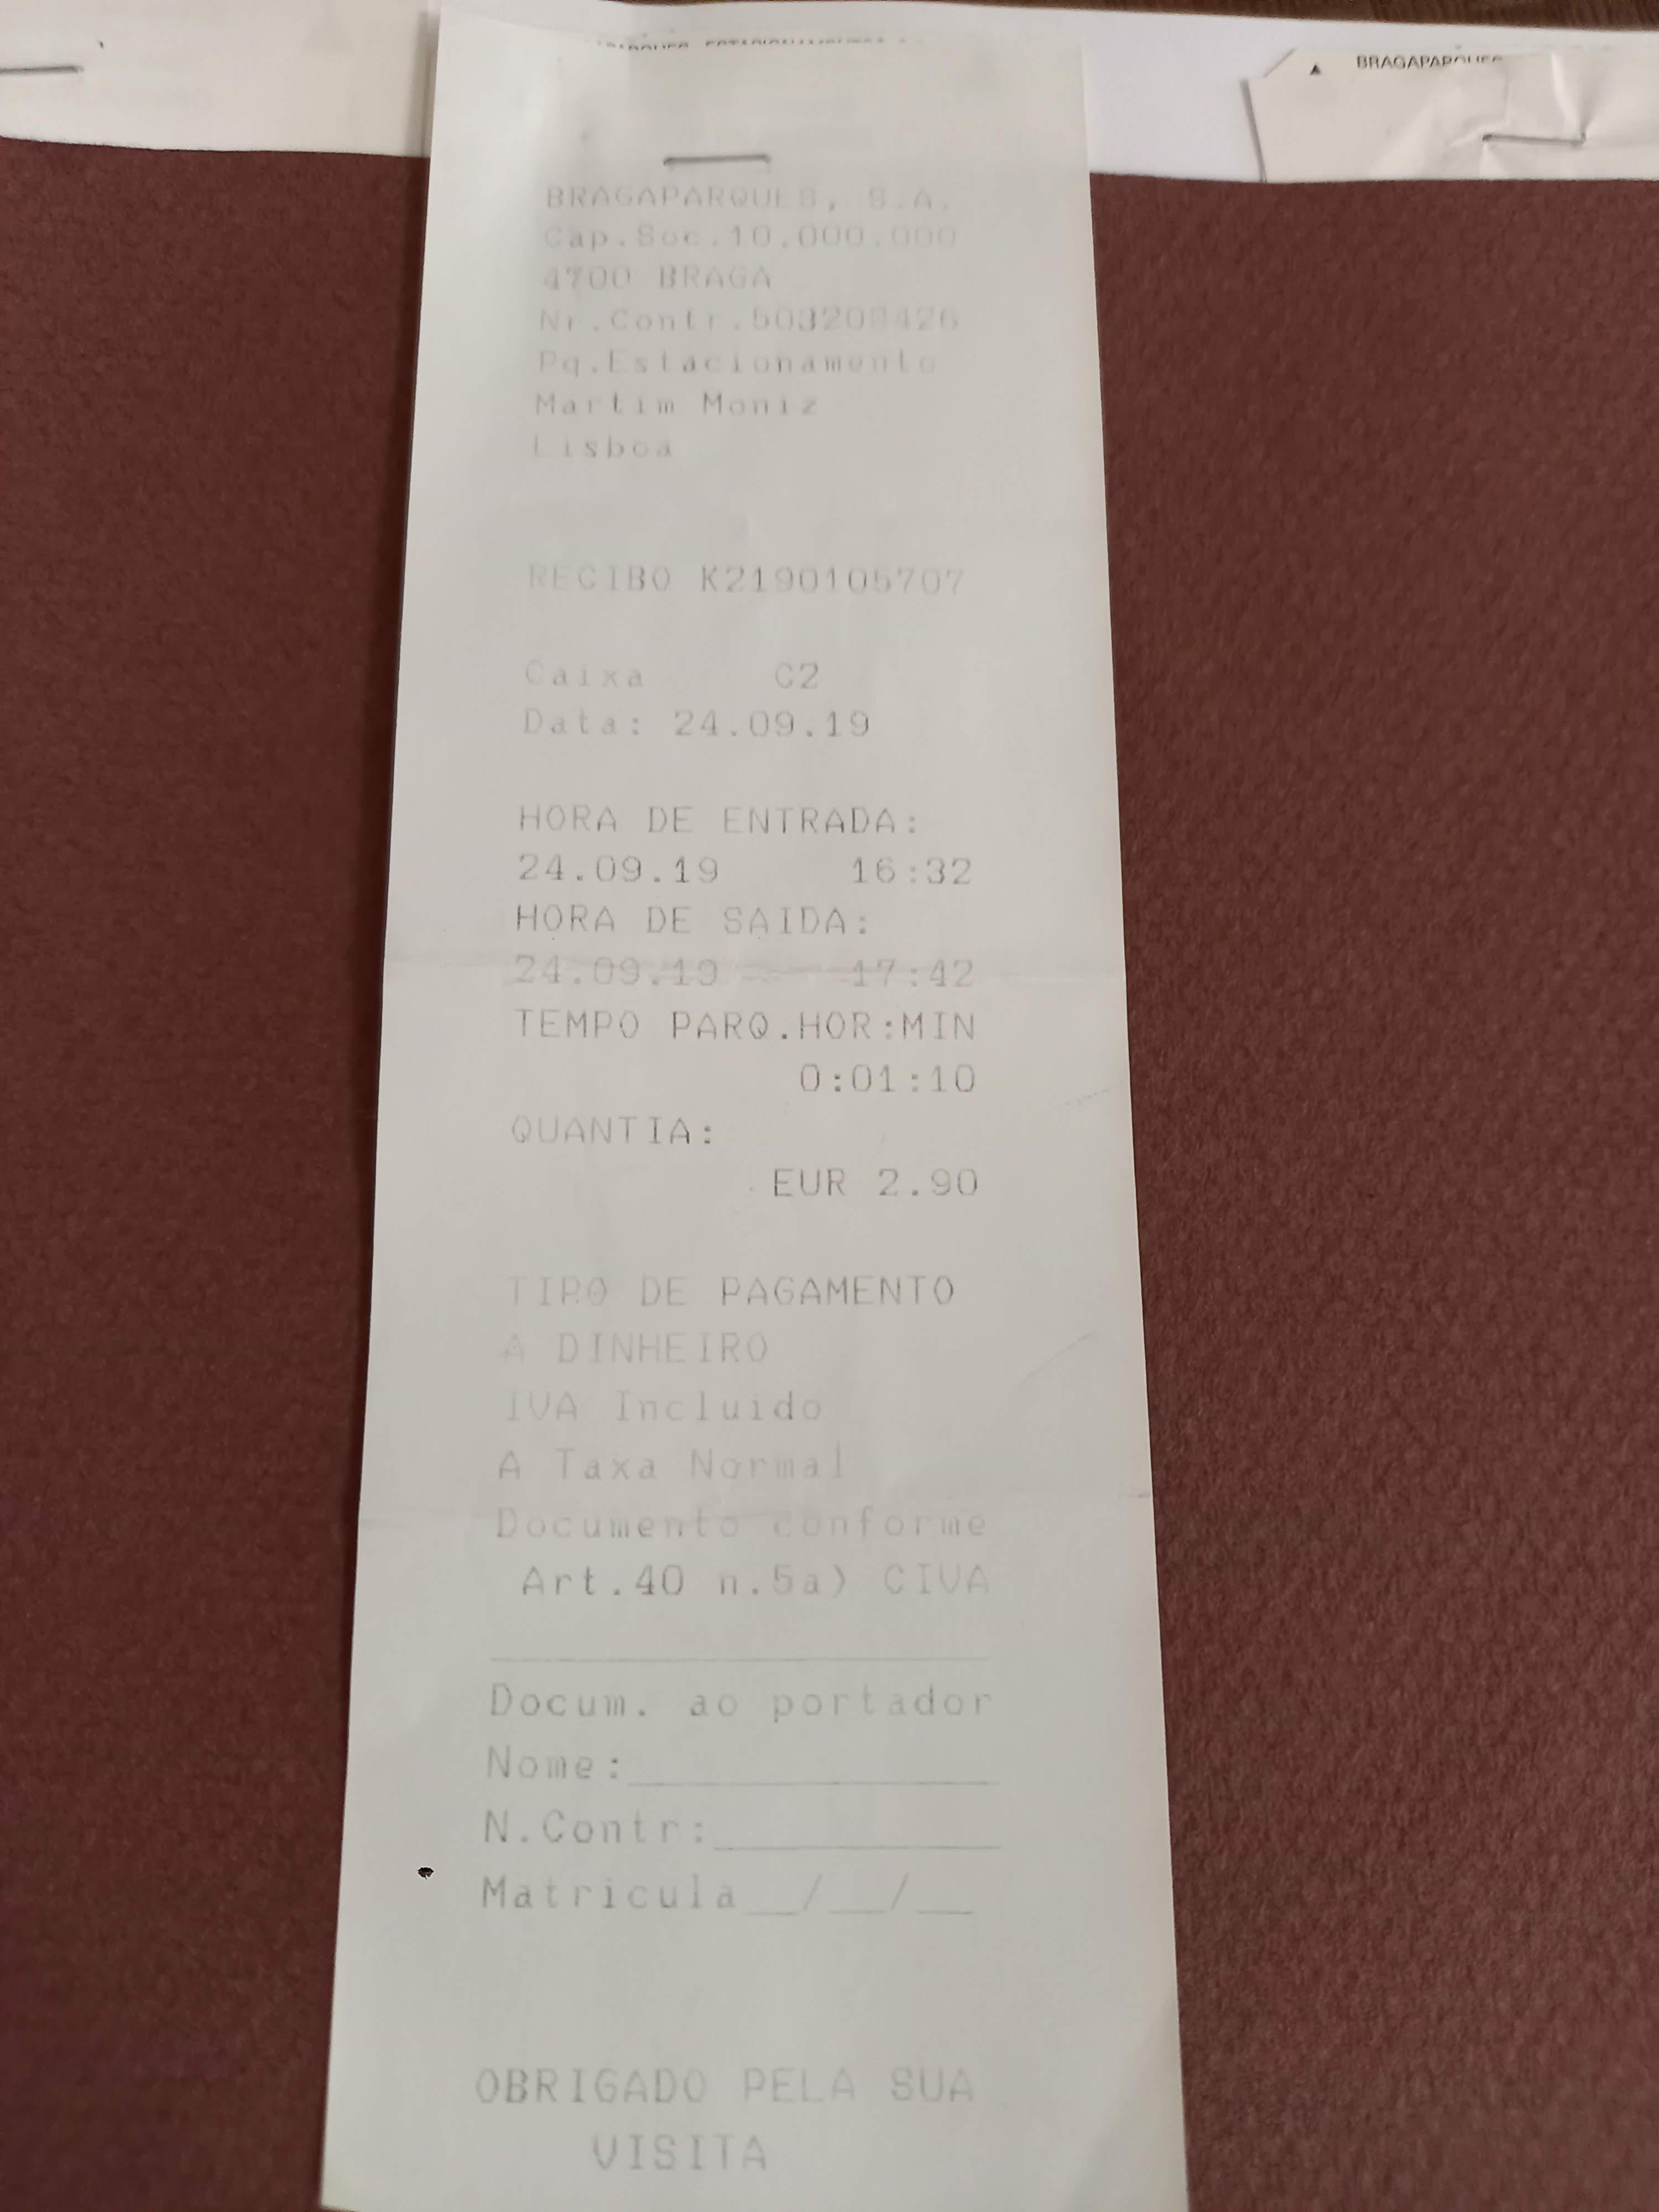 BRAGAPARQUES
BRAGAPARQUES, S.A.
Cap.Soc.10.000.000
4700 BRAGA
Nr.Contr.503208426
Pq.Estacionamento
Martim Moniz
Lisboa
RECIBO K2190105707
Caixa C2
Data: 24.09.19
HORA DE ENTRADA:
24.09.19 16:32
HORA DE SAIDA:
24.09.19 17:42
TEMPO PARQ.HOR:MIN
0:01:10
QUANTIA:
EUR 2.90
TIPO DE PAGAMENTO
A DINHEIRO
IVA Incluido
A Taxa Normal
Documento conforme
Art.40 n.5a) CIVA
Docum. ao portador
Nome:
N.Contr:
Matricula__/__/__
OBRIGADO PELA SUA
VISITA